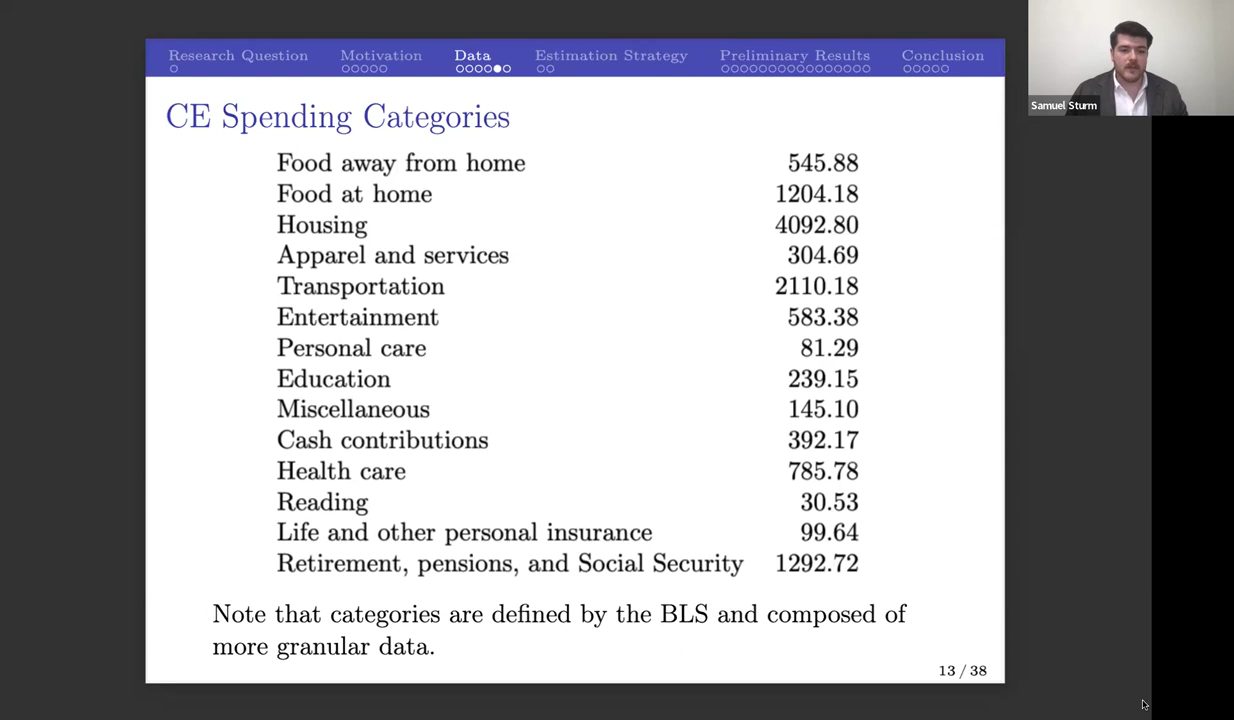 Research Question Motivation Data Estimation Strategy Preliminary Results Conclusion
Samuel Sturm
CE Spending Categories
Food away from home 545.88
Food at home 1204.18
Housing 4092.80
Apparel and services 304.69
Transportation 2110.18
Entertainment 583.38
Personal care 81.29
Education 239.15
Miscellaneous 145.10
Cash contributions 392.17
Health care 785.78
Reading 30.53
Life and other personal insurance 99.64
Retirement, pensions, and Social Security 1292.72
Note that categories are defined by the BLS and composed of
more granular data.
13 / 38